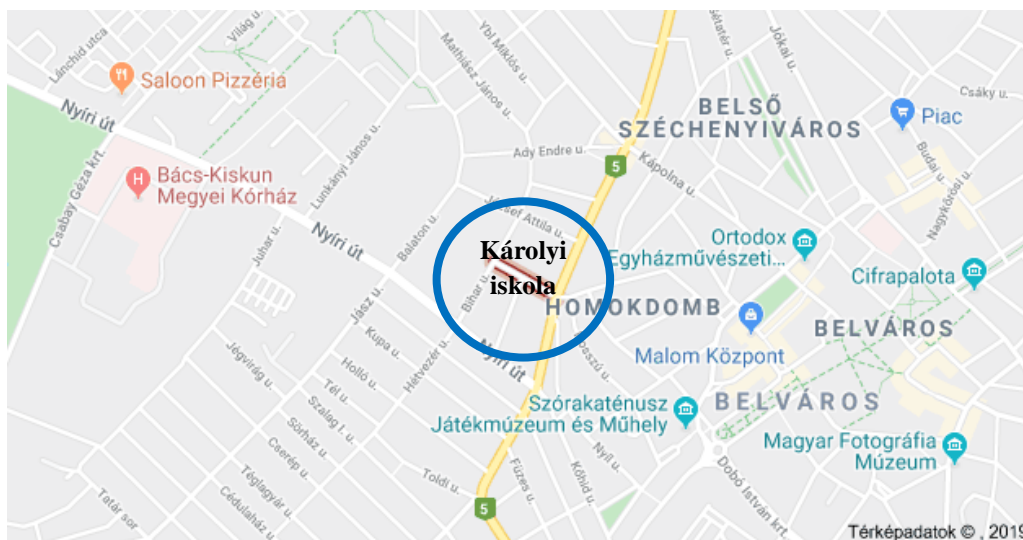 Lánchíd utca
Világ u.
Ybl Miklós u.
Mathiász János u.
Sétatér u.
Jókai u.
Csáky u.
Saloon Pizzéria
Nyíri út
BELSŐ
SZÉCHENYIVÁROS
Piac
Budai u.
Nagykőrösi u.
Ady Endre u.
Kápolna u.
5
Csabay Géza krt.
H
Bács-Kiskun
Megyei Kórház
Lunkányi János u.
Balaton u.
József Attila u.
Juhar u.
Nyíri út
Károlyi
iskola
Bihar u.
Ortodox
Egyházművészeti...
Cifrapalota
HOMOKDOMB
Malom Központ
BELVÁROS
Jász u.
Kupa u.
Hétvezér u.
Nyíri út
Jégvirág u.
Holló u.
Tél u.
Szalag u.
Sörház u.
Cserép u.
Téglagyár u.
Cédulaház u.
Tatár sor
Szórakaténusz
Játékmúzeum és Műhely
BELVÁROS
Magyar Fotográfia
Múzeum
Toldi u.
Füzes u.
Kőhíd u.
Nyíl u.
Dobó István krt.
5
Térképadatok © , 2019